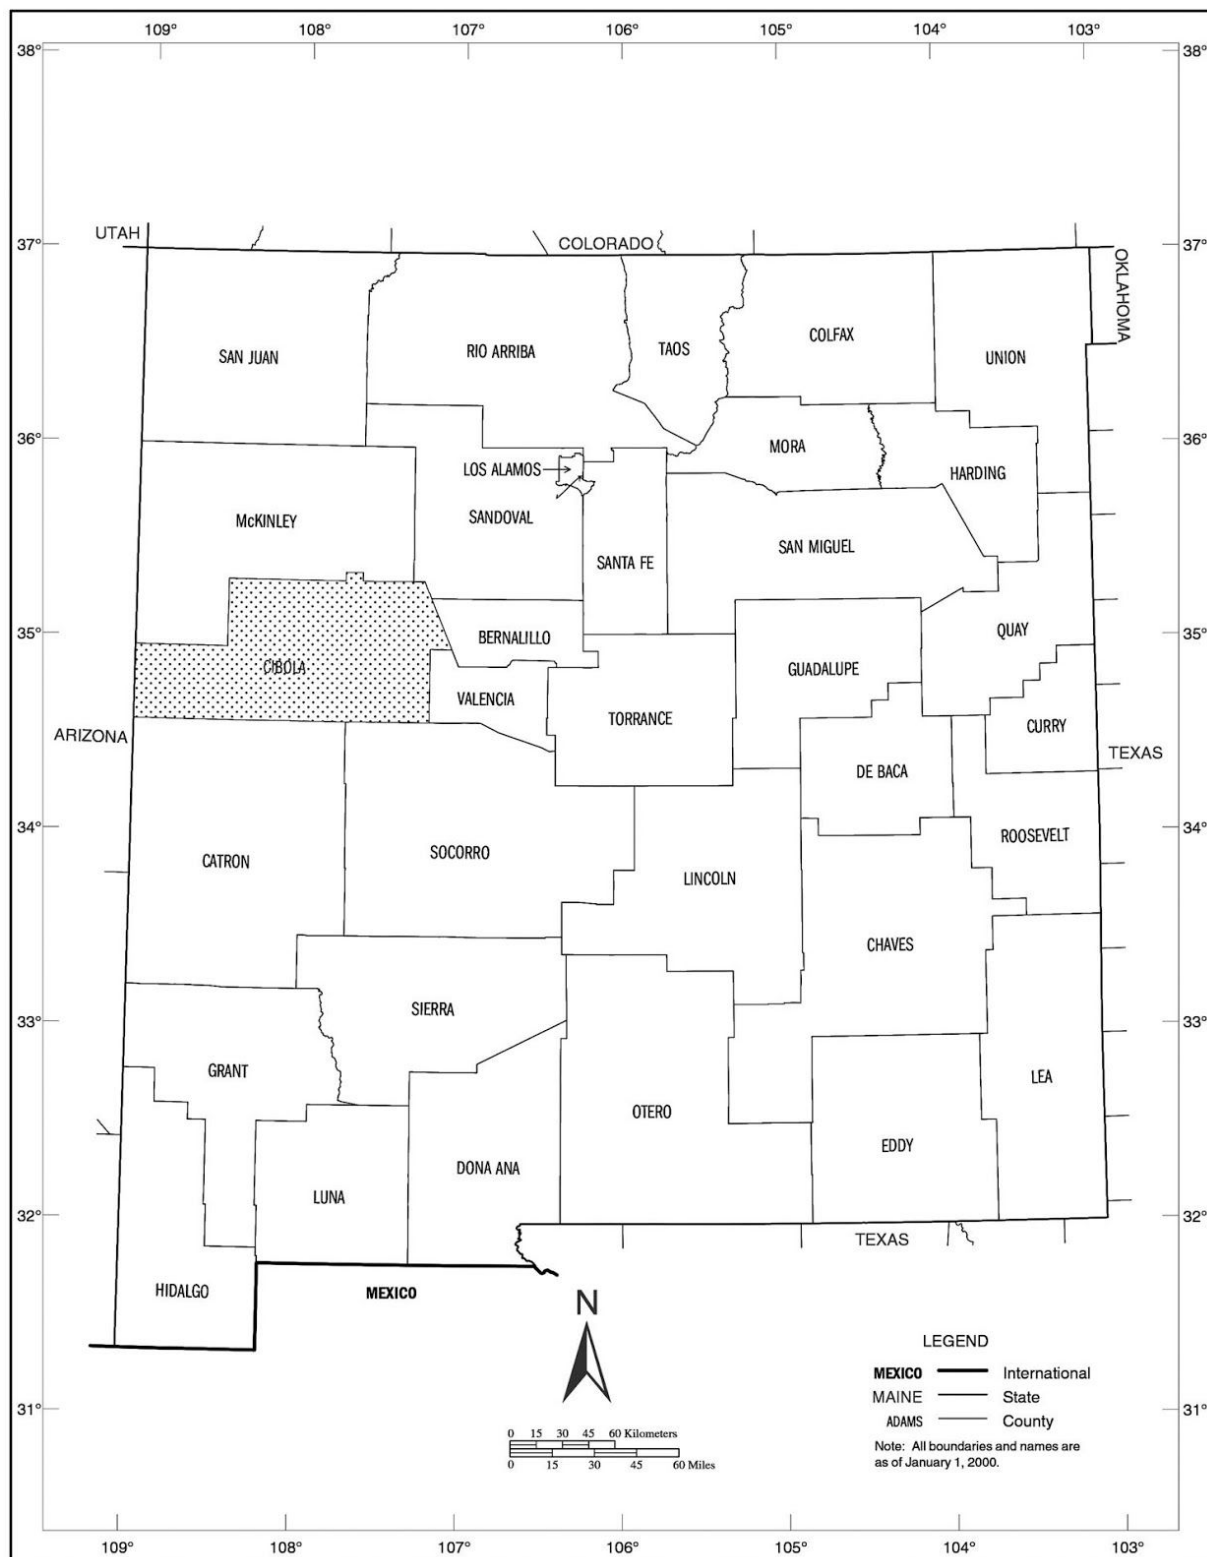 109° 108° 107° 106° 105° 104° 103°
38° 38°
UTAH
COLORADO
37° 37°
OKLAHOMA
SAN JUAN
RIO ARRIBA
TAOS
COLFAX
UNION
36° 36°
LOS ALAMOS
MORA
HARDING
McKINLEY
SANDOVAL
SANTA FE
SAN MIGUEL
35° 35°
BERNALILLO
QUAY
CIBOLA
VALENCIA
TORRANCE
GUADALUPE
CURRY
ARIZONA
TEXAS
DE BACA
34° 34°
CATRON
SOCORRO
LINCOLN
ROOSEVELT
CHAVES
33° 33°
SIERRA
GRANT
LEA
OTERO
EDDY
DONA ANA
LUNA
32° 32°
TEXAS
HIDALGO
MEXICO
N
LEGEND
MEXICO International
MAINE State
ADAMS County
31° 31°
0 15 30 45 60 Kilometers
0 15 30 45 60 Miles
Note: All boundaries and names are
as of January 1, 2000.
109° 108° 107° 106° 105° 104° 103°